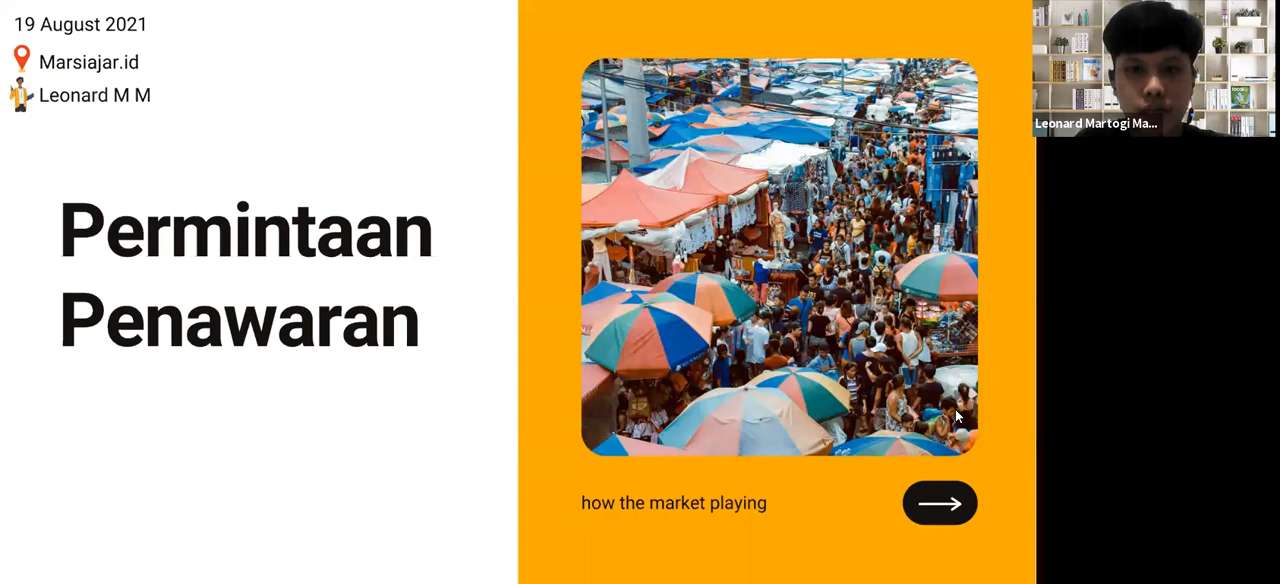 19 August 2021
Marsiajar.id
Leonard M M
Permintaan
Penawaran
how the market playing
Leonard Martogi Ma...